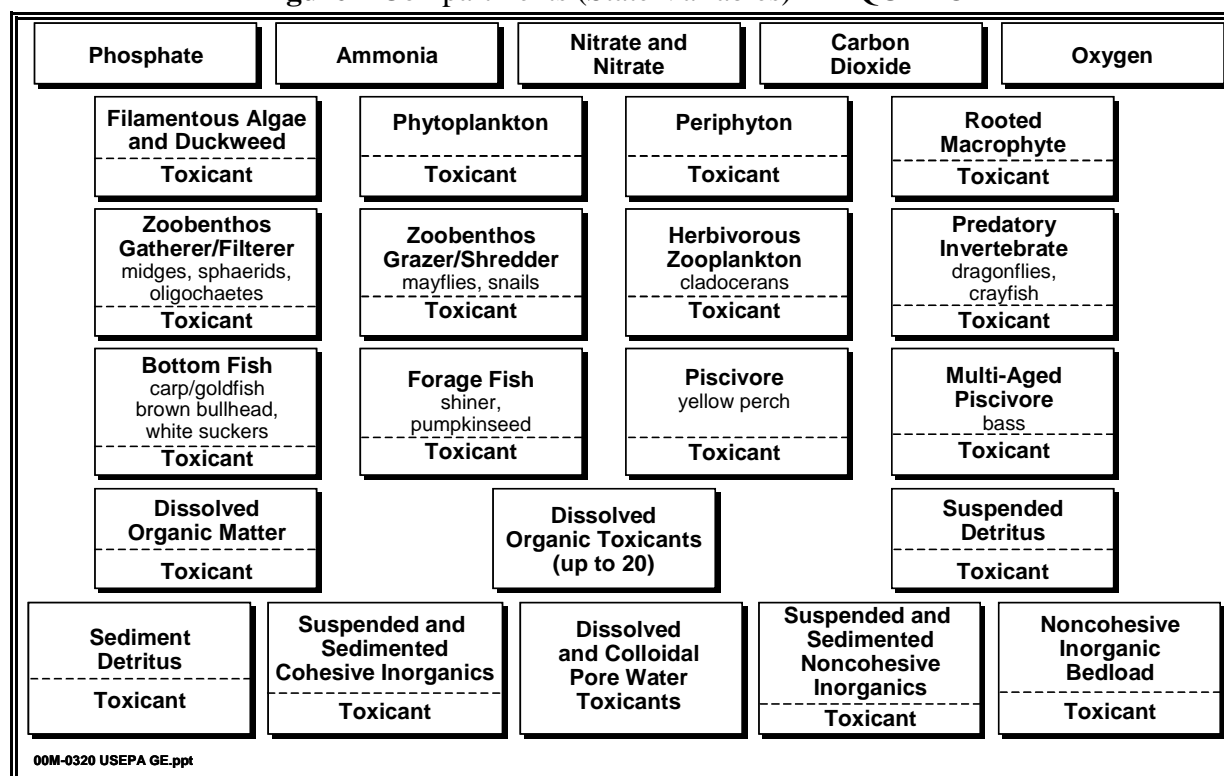 Phosphate
Ammonia
Nitrate and
Nitrate
Carbon
Dioxide
Oxygen
Filamentous Algae
and Duckweed
Toxicant
Phytoplankton
Toxicant
Periphyton
Toxicant
Rooted
Macrophyte
Toxicant
Zoobenthos
Gatherer/Filterer
midges, sphaerids,
oligochaetes
Toxicant
Zoobenthos
Grazer/Shredder
mayflies, snails
Toxicant
Herbivorous
Zooplankton
cladocerans
Toxicant
Predatory
Invertebrate
dragonflies,
crayfish
Toxicant
Bottom Fish
carp/goldfish
brown bullhead,
white suckers
Toxicant
Forage Fish
shiner,
pumpkinseed
Toxicant
Piscivore
yellow perch
Toxicant
Multi-Aged
Piscivore
bass
Toxicant
Dissolved
Organic Matter
Toxicant
Dissolved
Organic Toxicants
(up to 20)
Suspended
Detritus
Toxicant
Sediment
Detritus
Toxicant
Suspended and
Sedimented
Cohesive Inorganics
Toxicant
Dissolved
and Colloidal
Pore Water
Toxicants
Suspended and
Sedimented
Noncohesive
Inorganics
Toxicant
Noncohesive
Inorganic
Bedload
Toxicant
00M-0320 USEPA GE.ppt